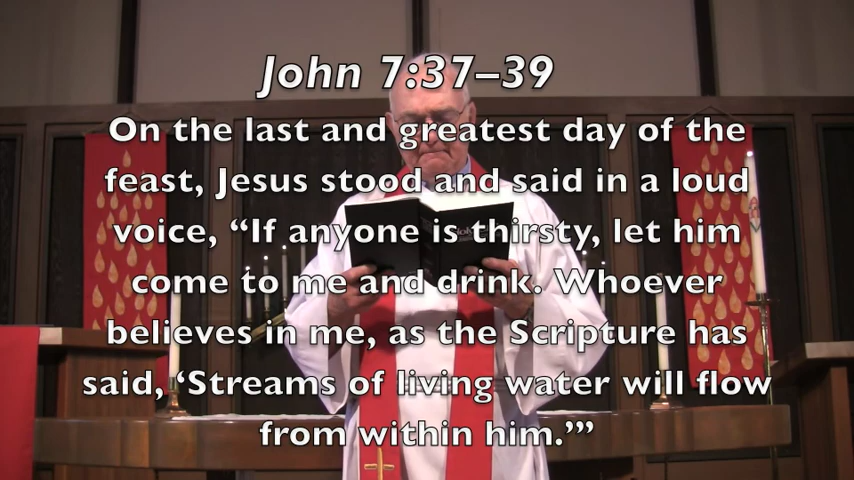 John 7:37–39
On the last and greatest day of the
feast, Jesus stood and said in a loud
voice, “If anyone is thirsty, let him
come to me and drink. Whoever
believes in me, as the Scripture has
said, ‘Streams of living water will flow
from within him.’”